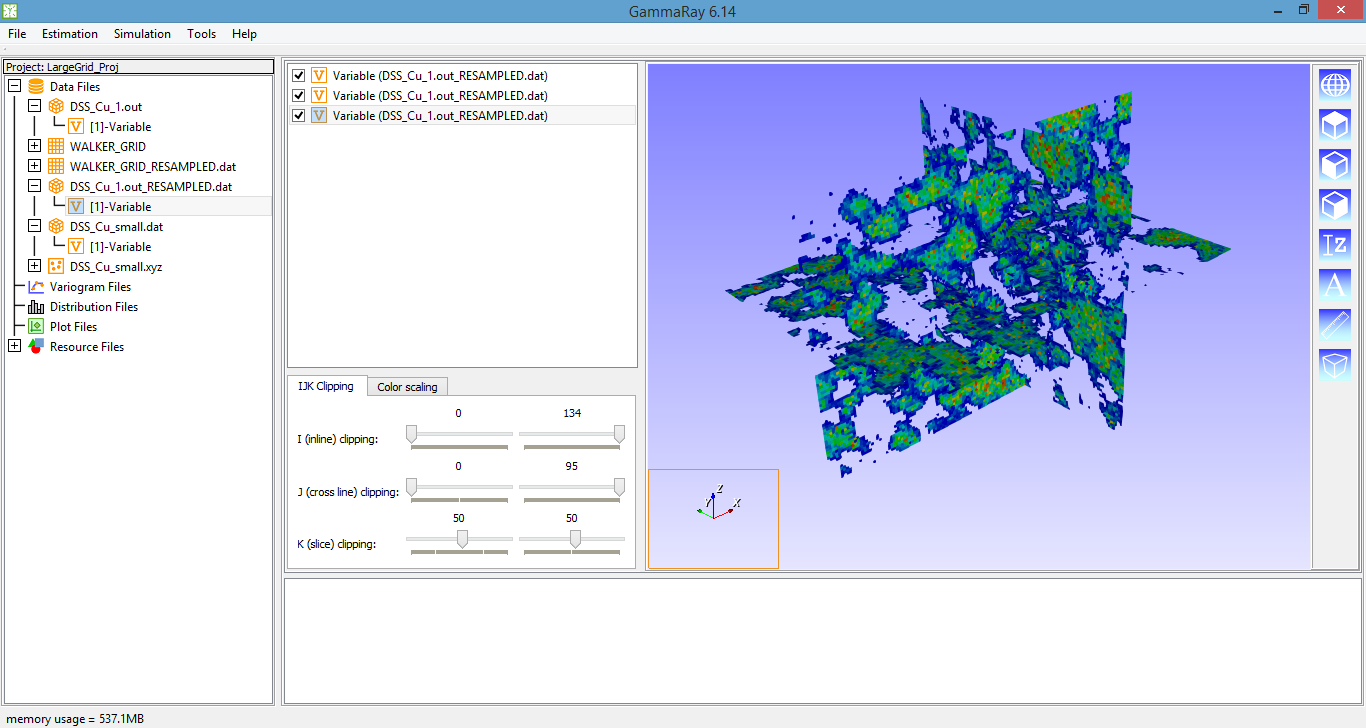 GammaRay 6.14
File Estimation Simulation Tools Help
Project: LargeGrid_Proj
Data Files
DSS_Cu_1.out
[1]-Variable
WALKER_GRID
WALKER_GRID_RESAMPLED.dat
DSS_Cu_1.out_RESAMPLED.dat
[1]-Variable
DSS_Cu_small.dat
[1]-Variable
DSS_Cu_small.xyz
Variogram Files
Distribution Files
Plot Files
Resource Files
V Variable (DSS_Cu_1.out_RESAMPLED.dat)
V Variable (DSS_Cu_1.out_RESAMPLED.dat)
V Variable (DSS_Cu_1.out_RESAMPLED.dat)
IJK Clipping Color scaling
0 134
I (inline) clipping:
0 95
J (cross line) clipping:
50 50
K (slice) clipping:
Z
Y X
Iz
A
memory usage = 537.1MB